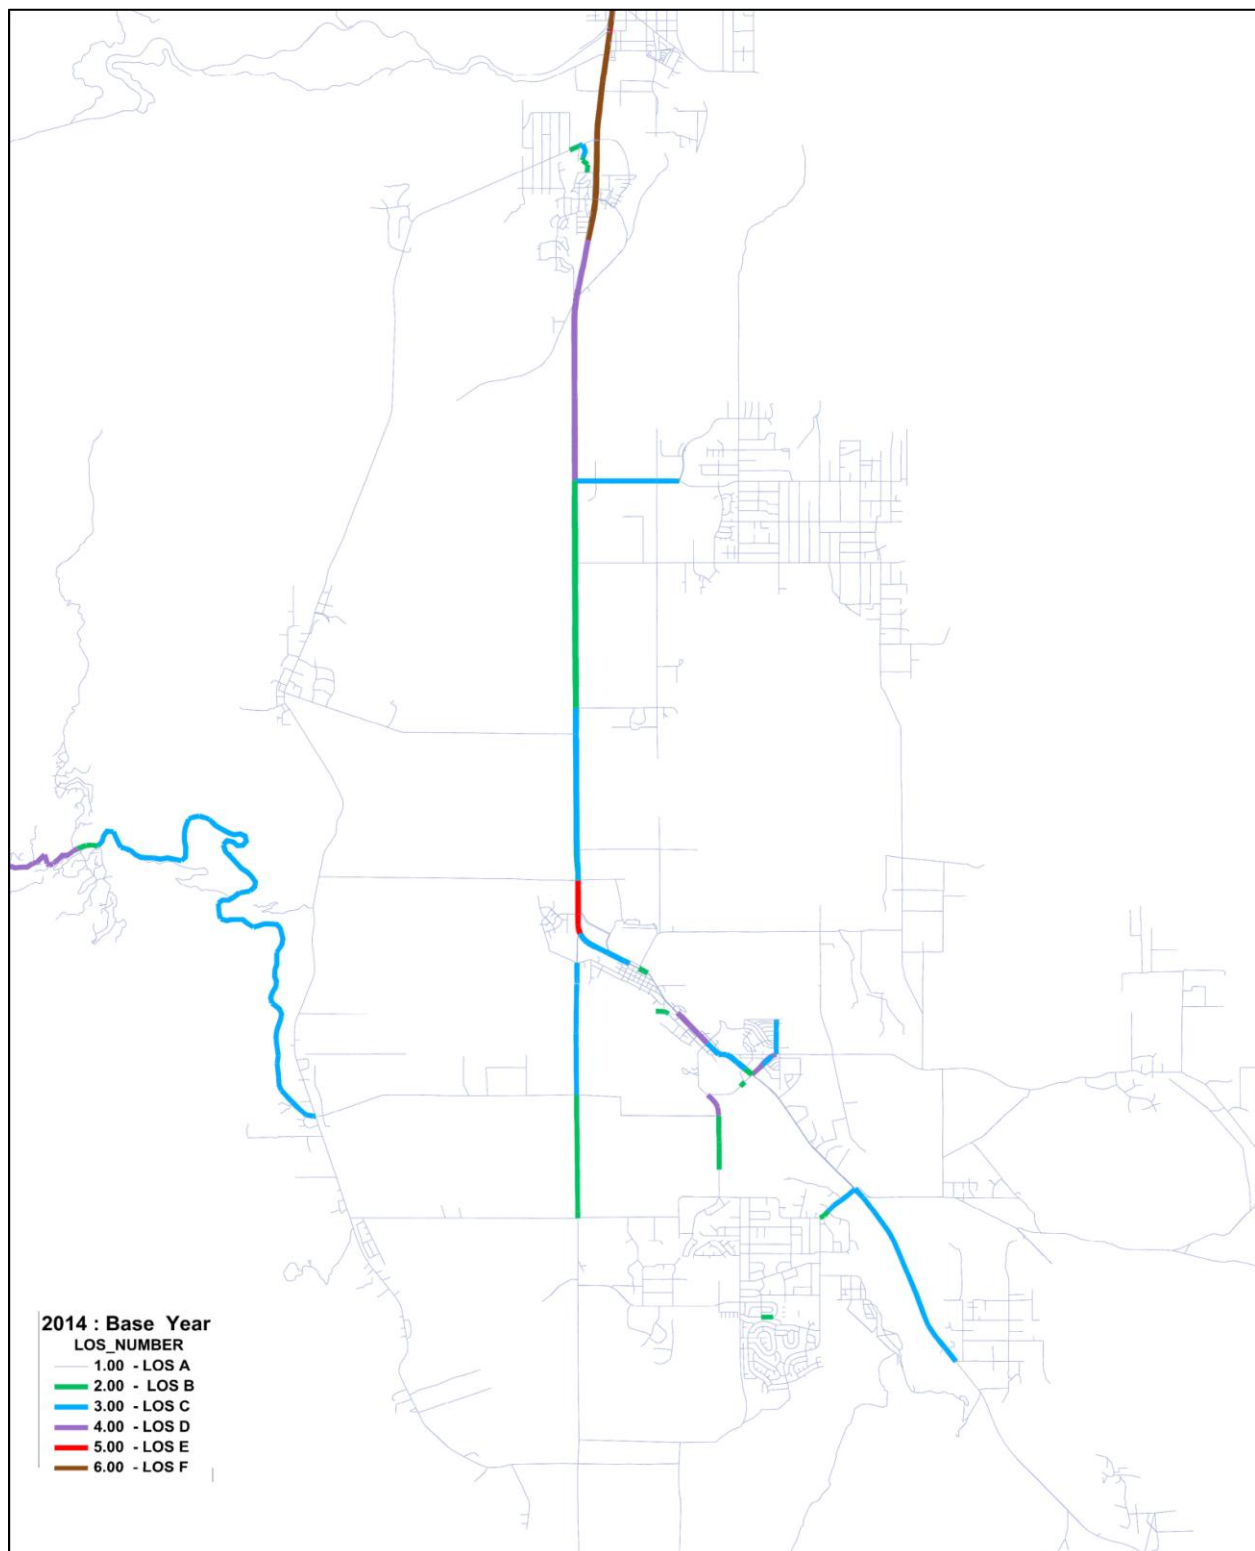 2014 : Base Year
LOS_NUMBER
1.00 - LOS A
2.00 - LOS B
3.00 - LOS C
4.00 - LOS D
5.00 - LOS E
6.00 - LOS F